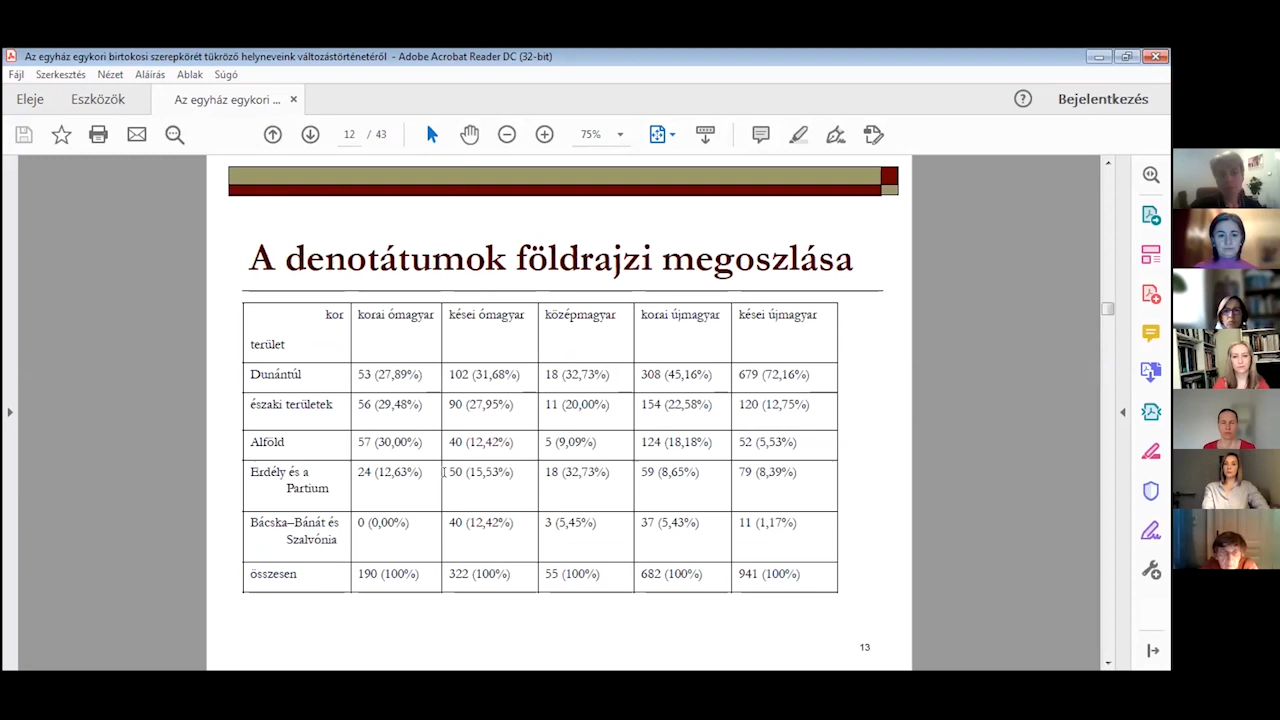 Az egyház egykori birtokosi szerepkörét tükröző helyneveink változástörténetéről - Adobe Acrobat Reader DC (32-bit)
Fájl Szerkesztés Nézet Aláírás Ablak Súgó
Eleje Eszközök Az egyház egykori ... × Bejelentkezés
12 / 43 75%
A denotátumok földrajzi megoszlása
kor korai ómagyar kései ómagyar középmagyar korai újmagyar kései újmagyar
terület
Dunántúl 53 (27,89%) 102 (31,68%) 18 (32,73%) 308 (45,16%) 679 (72,16%)
északi területek 56 (29,48%) 90 (27,95%) 11 (20,00%) 154 (22,58%) 120 (12,75%)
Alföld 57 (30,00%) 40 (12,42%) 5 (9,09%) 124 (18,18%) 52 (5,53%)
Erdély és a 24 (12,63%) 50 (15,53%) 18 (32,73%) 59 (8,65%) 79 (8,39%)
Partium
Bácska–Bánát és 0 (0,00%) 40 (12,42%) 3 (5,45%) 37 (5,43%) 11 (1,17%)
Szalvónia
összesen 190 (100%) 322 (100%) 55 (100%) 682 (100%) 941 (100%)
13